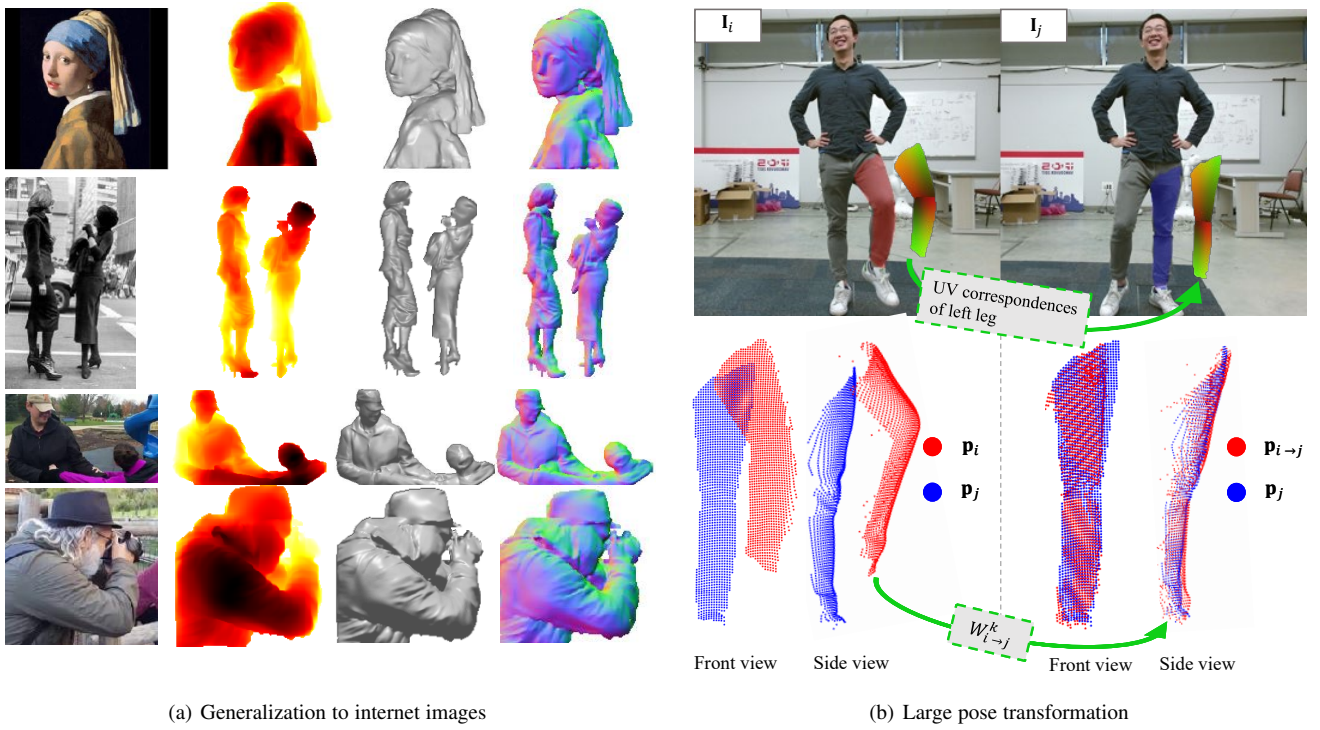 I_i
I_j
UV correspondences
of left leg
p_i
p_j
p_{i→j}
p_j
W^k_{i→j}
Front view
Side view
Front view
Side view
(a) Generalization to internet images
(b) Large pose transformation